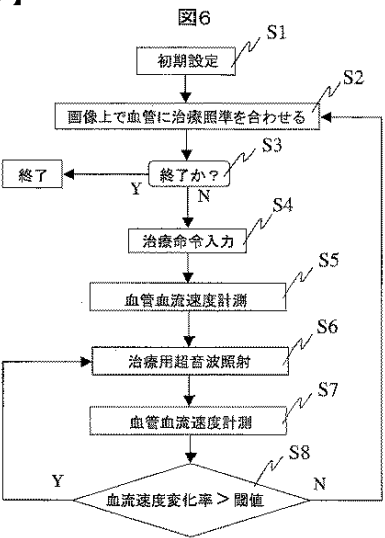 図6
S1
初期設定
S2
画像上で血管に治療照準を合わせる
S3
終了か？
終了
Y
N
S4
治療命令入力
S5
血管血流速度計測
S6
治療用超音波照射
S7
血管血流速度計測
S8
Y
血流速度変化率＞閾値
N